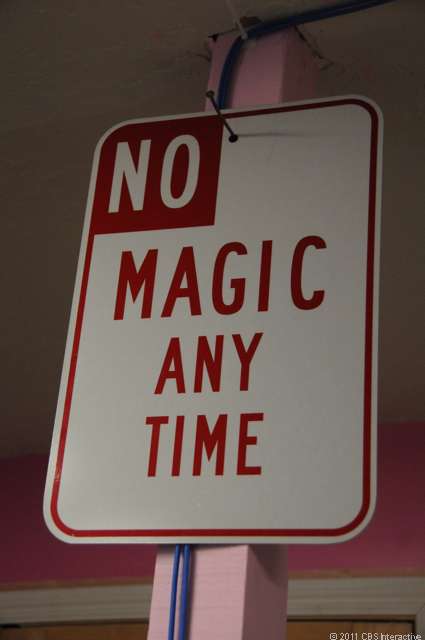 NO
MAGIC
ANY
TIME
© 2011 CBS Interactive